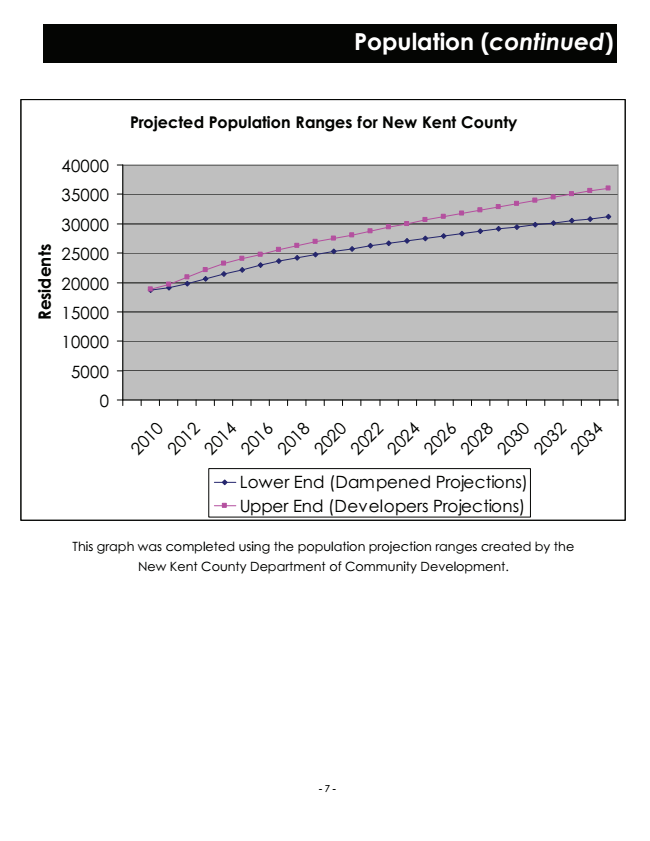 Population (continued)
Projected Population Ranges for New Kent County
40000
35000
30000
25000
20000
15000
10000
5000
0
Residents
2010
2012
2014
2016
2018
2020
2022
2024
2026
2028
2030
2032
2034
Lower End (Dampened Projections)
Upper End (Developers Projections)
This graph was completed using the population projection ranges created by the
New Kent County Department of Community Development.
- 7 -